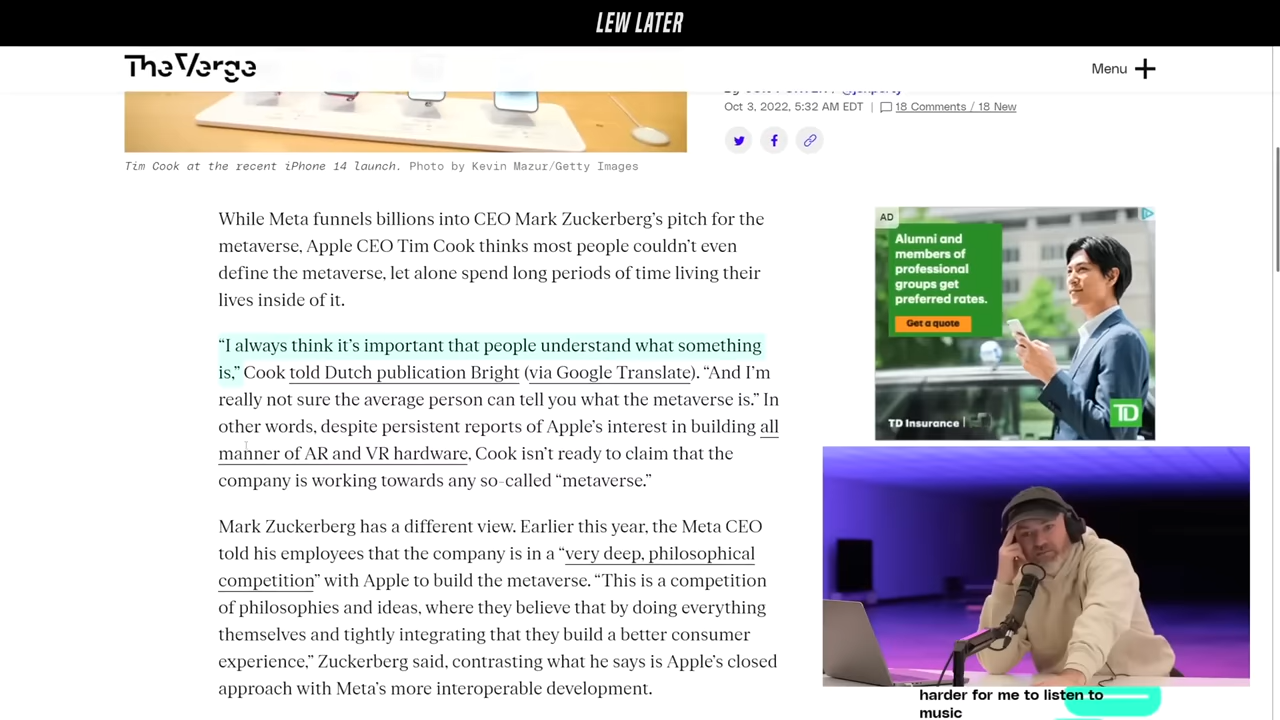 LEW LATER
The Verge
Menu
Oct 3, 2022, 5:32 AM EDT | 18 Comments / 18 New
Tim Cook at the recent iPhone 14 launch. Photo by Kevin Mazur/Getty Images
While Meta funnels billions into CEO Mark Zuckerberg’s pitch for the
metaverse, Apple CEO Tim Cook thinks most people couldn’t even
define the metaverse, let alone spend long periods of time living their
lives inside of it.
“I always think it’s important that people understand what something
is,” Cook told Dutch publication Bright (via Google Translate). “And I’m
really not sure the average person can tell you what the metaverse is.” In
other words, despite persistent reports of Apple’s interest in building all
manner of AR and VR hardware, Cook isn’t ready to claim that the
company is working towards any so-called “metaverse.”
Mark Zuckerberg has a different view. Earlier this year, the Meta CEO
told his employees that the company is in a “very deep, philosophical
competition” with Apple to build the metaverse. “This is a competition
of philosophies and ideas, where they believe that by doing everything
themselves and tightly integrating that they build a better consumer
experience,” Zuckerberg said, contrasting what he says is Apple’s closed
approach with Meta’s more interoperable development.
AD
Alumni and
members of
professional
groups get
preferred rates.
Get a quote
TD Insurance
TD
harder for me to listen to
music